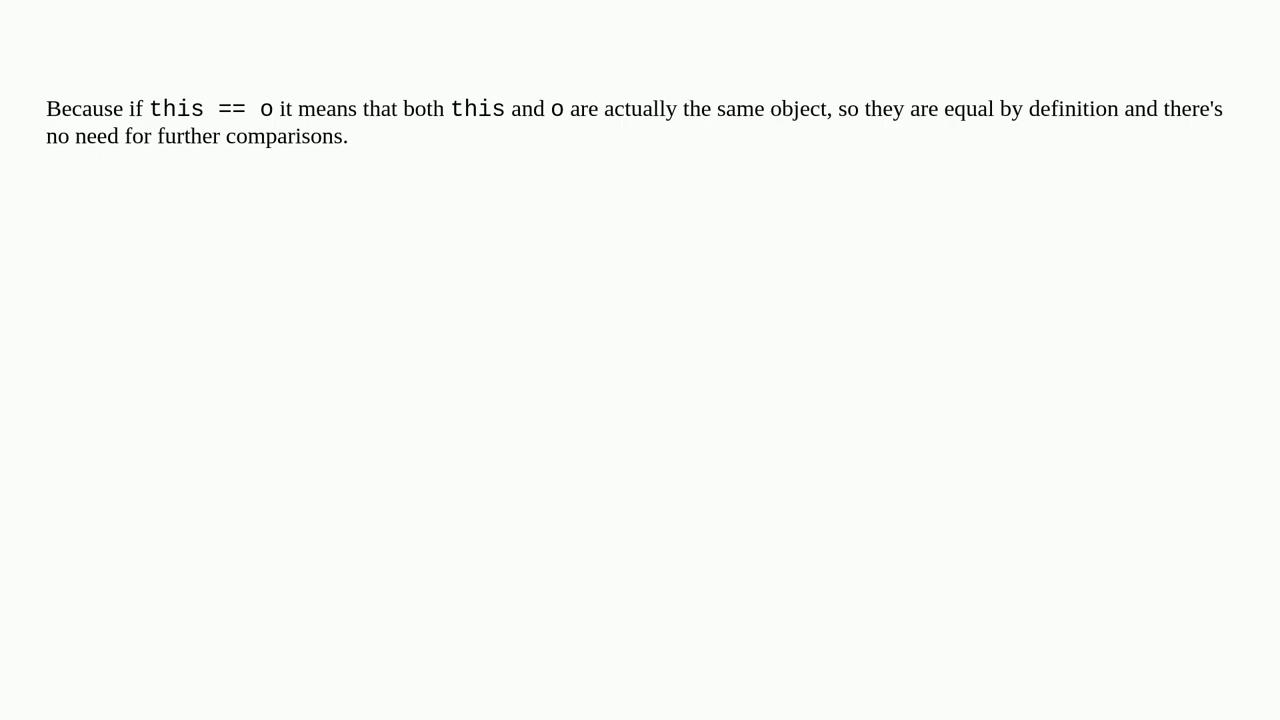 Because if this == o it means that both this and o are actually the same object, so they are equal by definition and there's
no need for further comparisons.